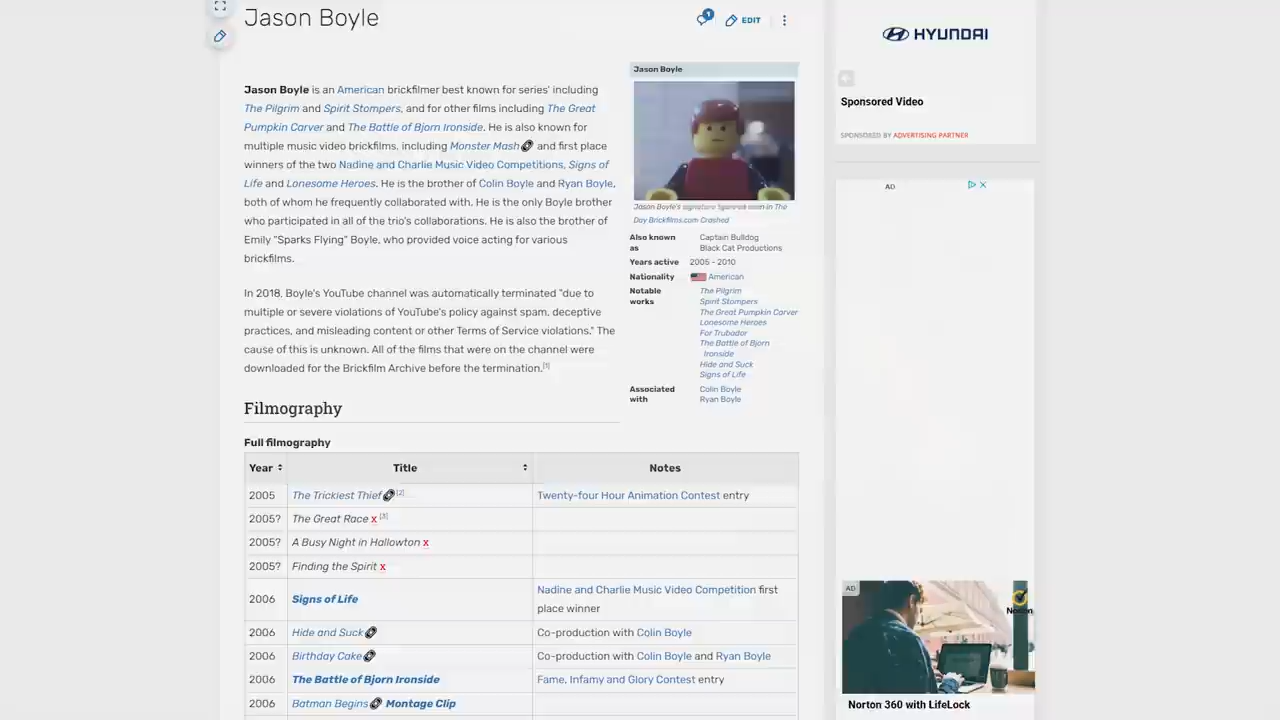 Jason Boyle
1
EDIT
Jason Boyle is an American brickfilmer best known for series' including
The Pilgrim and Spirit Stompers, and for other films including The Great
Pumpkin Carver and The Battle of Bjorn Ironside. He is also known for
multiple music video brickfilms, including Monster Mash and first place
winners of the two Nadine and Charlie Music Video Competitions, Signs of
Life and Lonesome Heroes. He is the brother of Colin Boyle and Ryan Boyle,
both of whom he frequently collaborated with. He is the only Boyle brother
who participated in all of the trio's collaborations. He is also the brother of
Emily "Sparks Flying" Boyle, who provided voice acting for various
brickfilms.
In 2018, Boyle's YouTube channel was automatically terminated "due to
multiple or severe violations of YouTube's policy against spam, deceptive
practices, and misleading content or other Terms of Service violations." The
cause of this is unknown. All of the films that were on the channel were
downloaded for the Brickfilm Archive before the termination.[1]
Jason Boyle
Jason Boyle's signature figure as seen in The
Day Brickfilms.com Crashed
Also known as Captain Bulldog
Black Cat Productions
Years active 2005 - 2010
Nationality American
Notable works The Pilgrim
Spirit Stompers
The Great Pumpkin Carver
Lonesome Heroes
For Trubador
The Battle of Bjorn
Ironside
Hide and Suck
Signs of Life
Associated with Colin Boyle
Ryan Boyle
Filmography
Full filmography
Year Title Notes
2005 The Trickiest Thief [2] Twenty-four Hour Animation Contest entry
2005? The Great Race x [3]
2005? A Busy Night in Hallowton x
2005? Finding the Spirit x
2006 Signs of Life Nadine and Charlie Music Video Competition first
place winner
2006 Hide and Suck Co-production with Colin Boyle
2006 Birthday Cake Co-production with Colin Boyle and Ryan Boyle
2006 The Battle of Bjorn Ironside Fame, Infamy and Glory Contest entry
2006 Batman Begins Montage Clip
HYUNDAI
Sponsored Video
SPONSORED BY ADVERTISING PARTNER
AD
AD
Norton
Norton 360 with LifeLock